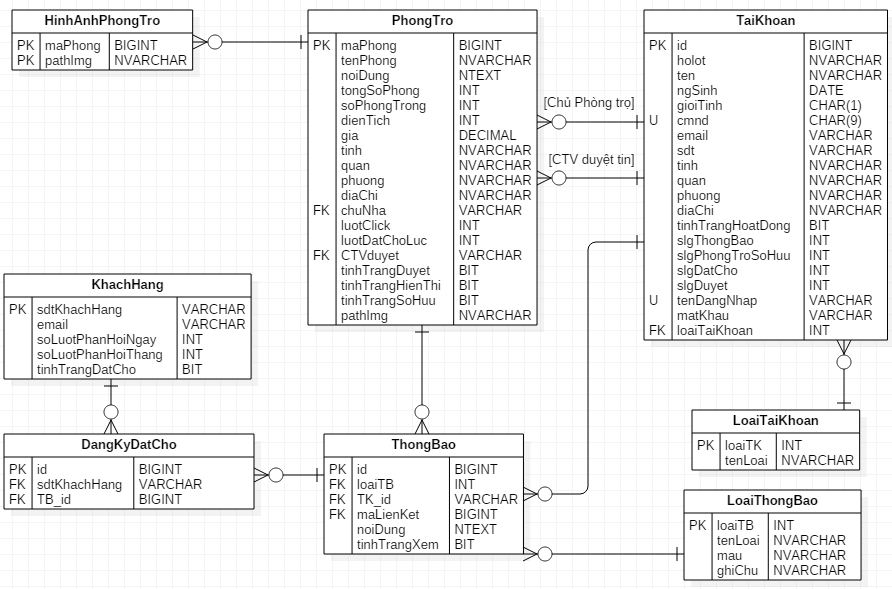 HinhAnhPhongTro
PK maPhong BIGINT
PK pathImg NVARCHAR
PhongTro
PK maPhong BIGINT
tenPhong NVARCHAR
noiDung NTEXT
tongSoPhong INT
soPhongTrong INT
dienTich INT
gia DECIMAL
tinh NVARCHAR
quan NVARCHAR
phuong NVARCHAR
diaChi NVARCHAR
FK chuNha VARCHAR
luotClick INT
luotDatChoLuc INT
FK CTVduyet VARCHAR
tinhTrangDuyet BIT
tinhTrangHienThi BIT
tinhTrangSoHuu BIT
pathImg NVARCHAR
[Chủ Phòng trọ]
[CTV duyệt tin]
TaiKhoan
PK id BIGINT
holot NVARCHAR
ten NVARCHAR
ngSinh DATE
gioiTinh CHAR(1)
U cmnd CHAR(9)
email VARCHAR
sdt VARCHAR
tinh NVARCHAR
quan NVARCHAR
phuong NVARCHAR
diaChi NVARCHAR
tinhTrangHoatDong BIT
slgThongBao INT
slgPhongTroSoHuu INT
slgDatCho INT
slgDuyet INT
U tenDangNhap VARCHAR
matKhau VARCHAR
FK loaiTaiKhoan INT
KhachHang
PK sdtKhachHang VARCHAR
email VARCHAR
soLuotPhanHoiNgay INT
soLuotPhanHoiThang INT
tinhTrangDatCho BIT
DangKyDatCho
PK id BIGINT
FK sdtKhachHang VARCHAR
FK TB_id BIGINT
ThongBao
PK id BIGINT
FK loaiTB INT
FK TK_id VARCHAR
FK maLienKet BIGINT
noiDung NTEXT
tinhTrangXem BIT
LoaiTaiKhoan
PK loaiTK INT
tenLoai NVARCHAR
LoaiThongBao
PK loaiTB INT
tenLoai NVARCHAR
mau NVARCHAR
ghiChu NVARCHAR